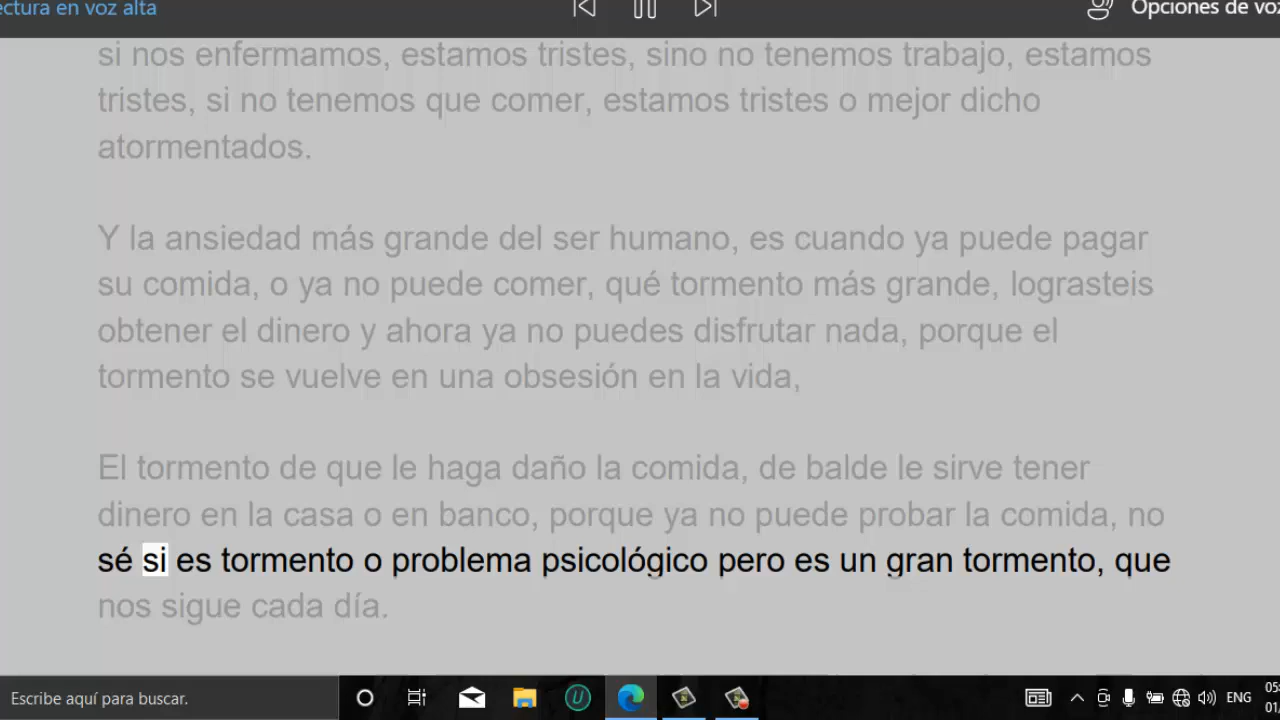 ectura en voz alta
Opciones de voz
si nos enfermamos, estamos tristes, sino no tenemos trabajo, estamos
tristes, si no tenemos que comer, estamos tristes o mejor dicho
atormentados.
Y la ansiedad más grande del ser humano, es cuando ya puede pagar
su comida, o ya no puede comer, qué tormento más grande, lograsteis
obtener el dinero y ahora ya no puedes disfrutar nada, porque el
tormento se vuelve en una obsesión en la vida,
El tormento de que le haga daño la comida, de balde le sirve tener
dinero en la casa o en banco, porque ya no puede probar la comida, no
sé si es tormento o problema psicológico pero es un gran tormento, que
nos sigue cada día.
Escribe aquí para buscar.
ENG